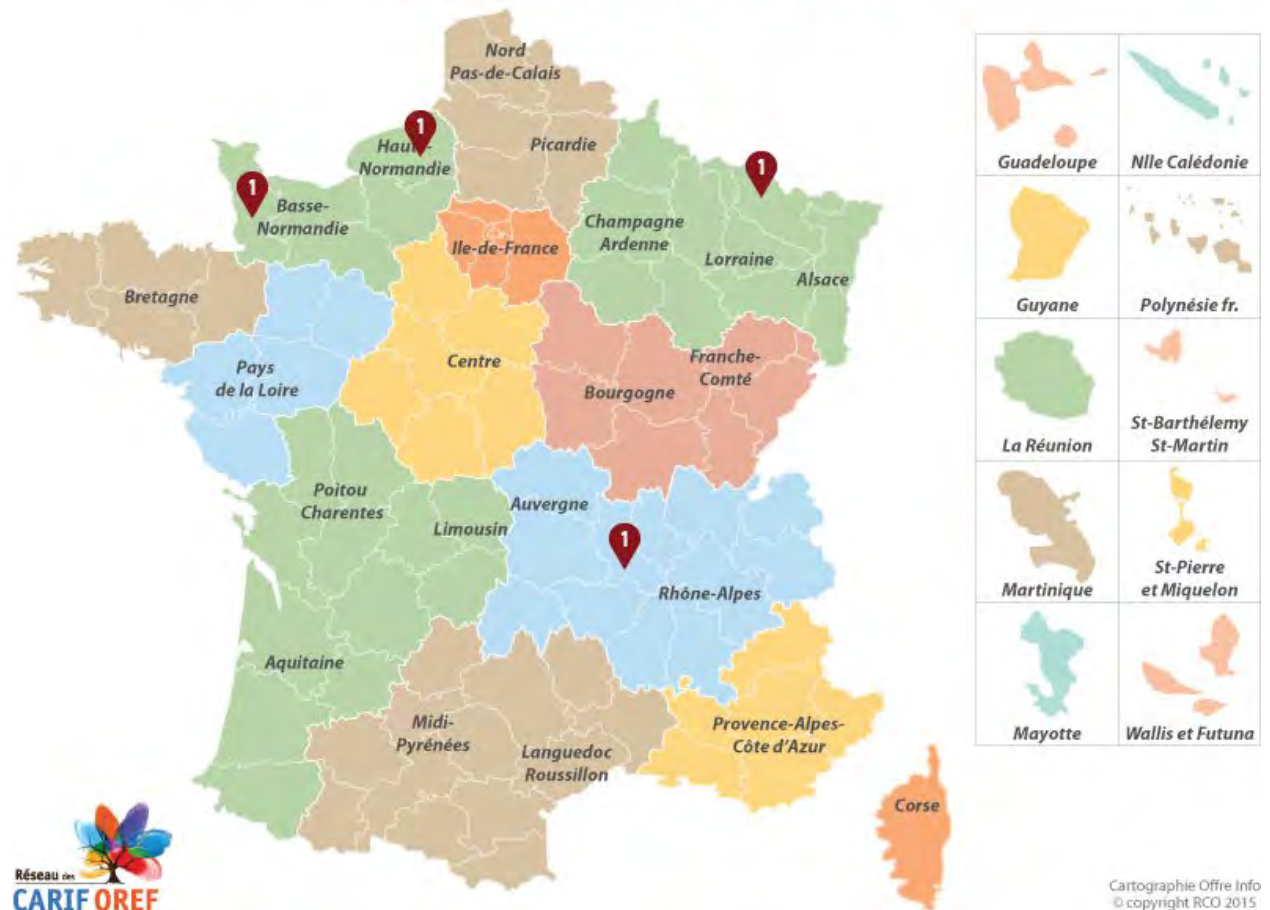 Nord
Pas-de-Calais
1
Haute-
Normandie
Picardie
1
1
Basse-
Normandie
Champagne
Ardenne
Ile-de-France
Lorraine
Alsace
Bretagne
Pays
de la Loire
Centre
Franche-
Comté
Bourgogne
Poitou
Charentes
Auvergne
Limousin
1
Rhône-Alpes
Aquitaine
Midi-
Pyrénées
Languedoc
Roussillon
Provence-Alpes-
Côte d'Azur
Corse
Guadeloupe
Nlle Calédonie
Guyane
Polynésie fr.
La Réunion
St-Barthélemy
St-Martin
Martinique
St-Pierre
et Miquelon
Mayotte
Wallis et Futuna
Réseau des
CARIF OREF
Cartographie Offre Info
© copyright RCO 2015